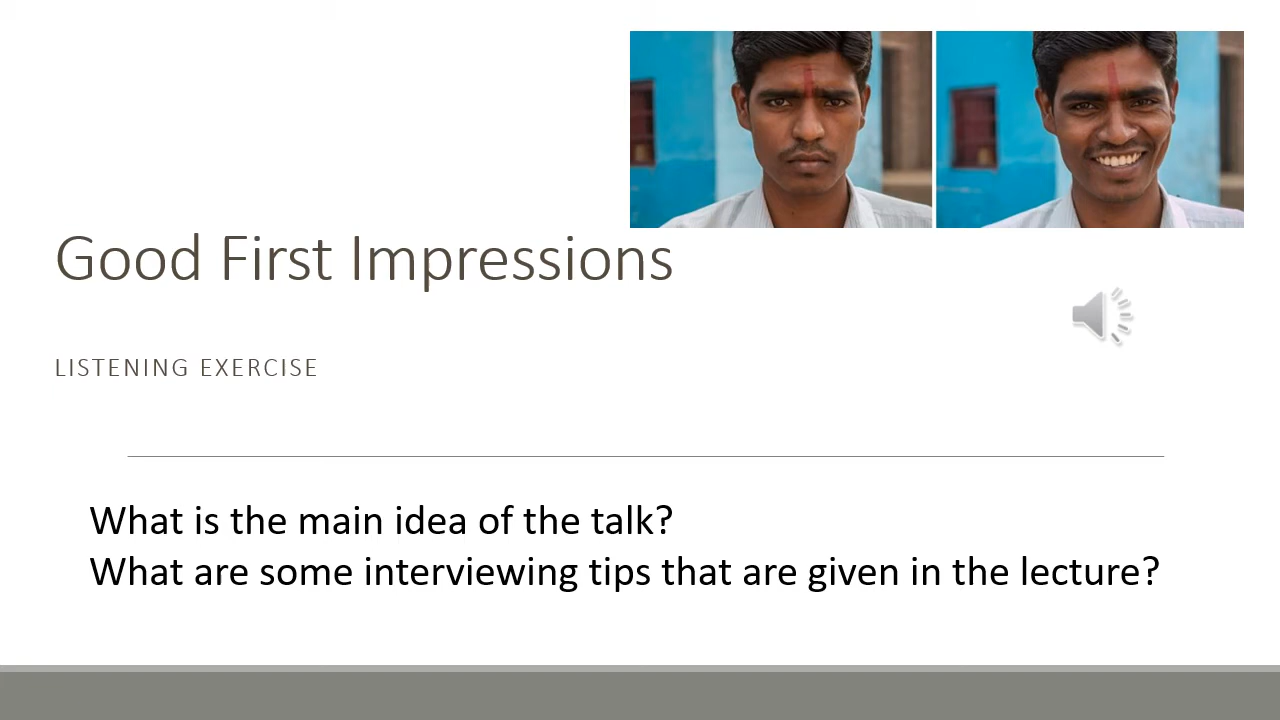 Good First Impressions
LISTENING EXERCISE
What is the main idea of the talk?
What are some interviewing tips that are given in the lecture?